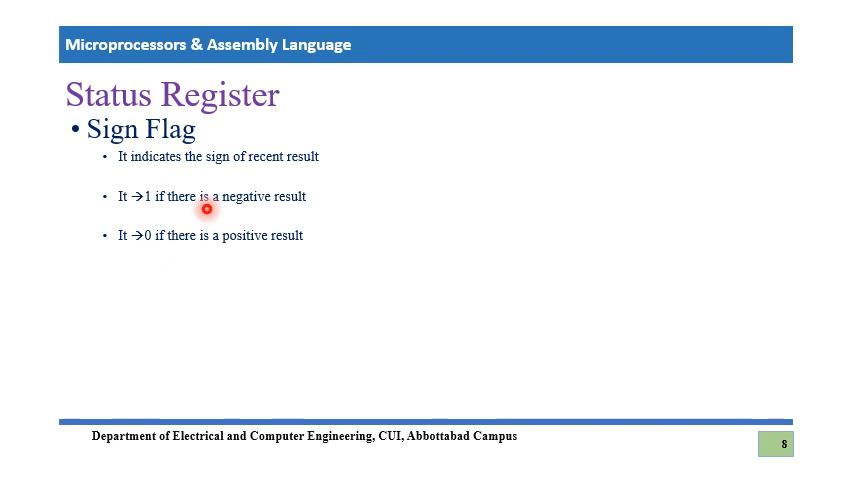 Microprocessors & Assembly Language
Status Register
• Sign Flag
• It indicates the sign of recent result
• It →1 if there is a negative result
• It →0 if there is a positive result
Department of Electrical and Computer Engineering, CUI, Abbottabad Campus
8